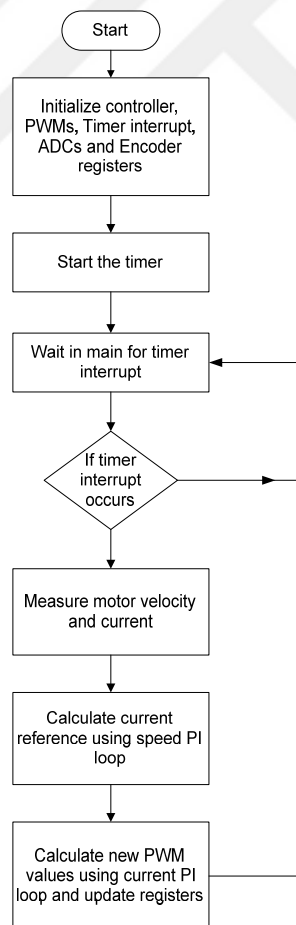 Start
Initialize controller,
PWMs, Timer interrupt,
ADCs and Encoder
registers
Start the timer
Wait in main for timer
interrupt
If timer
interrupt
occurs
Measure motor velocity
and current
Calculate current
reference using speed PI
loop
Calculate new PWM
values using current PI
loop and update registers